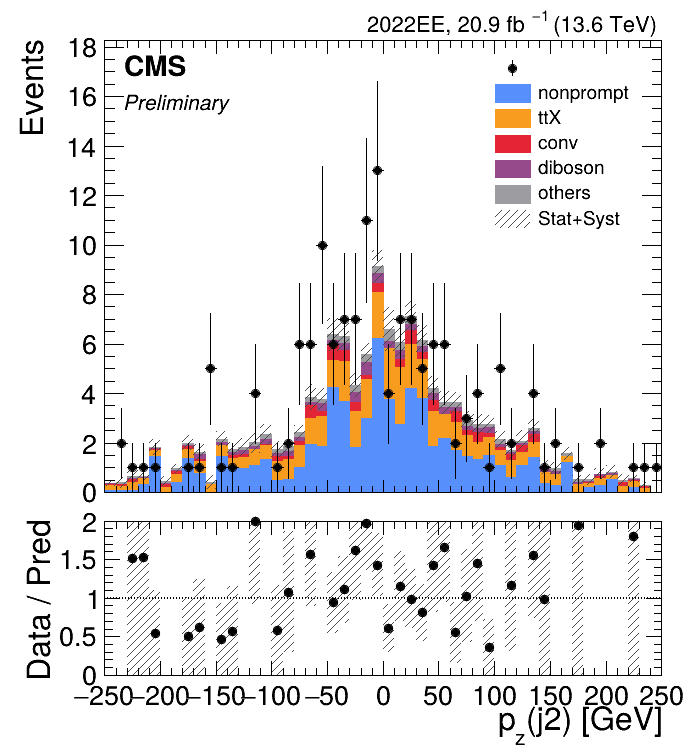 2022EE, 20.9 fb⁻¹ (13.6 TeV)
CMS
Preliminary
nonprompt
ttX
conv
diboson
others
Stat+Syst
Events
18
16
14
12
10
8
6
4
2
0
Data / Pred
2
1.5
1
0.5
0
−250 −200 −150 −100 −50 0 50 100 150 200 250
p_z(j2) [GeV]